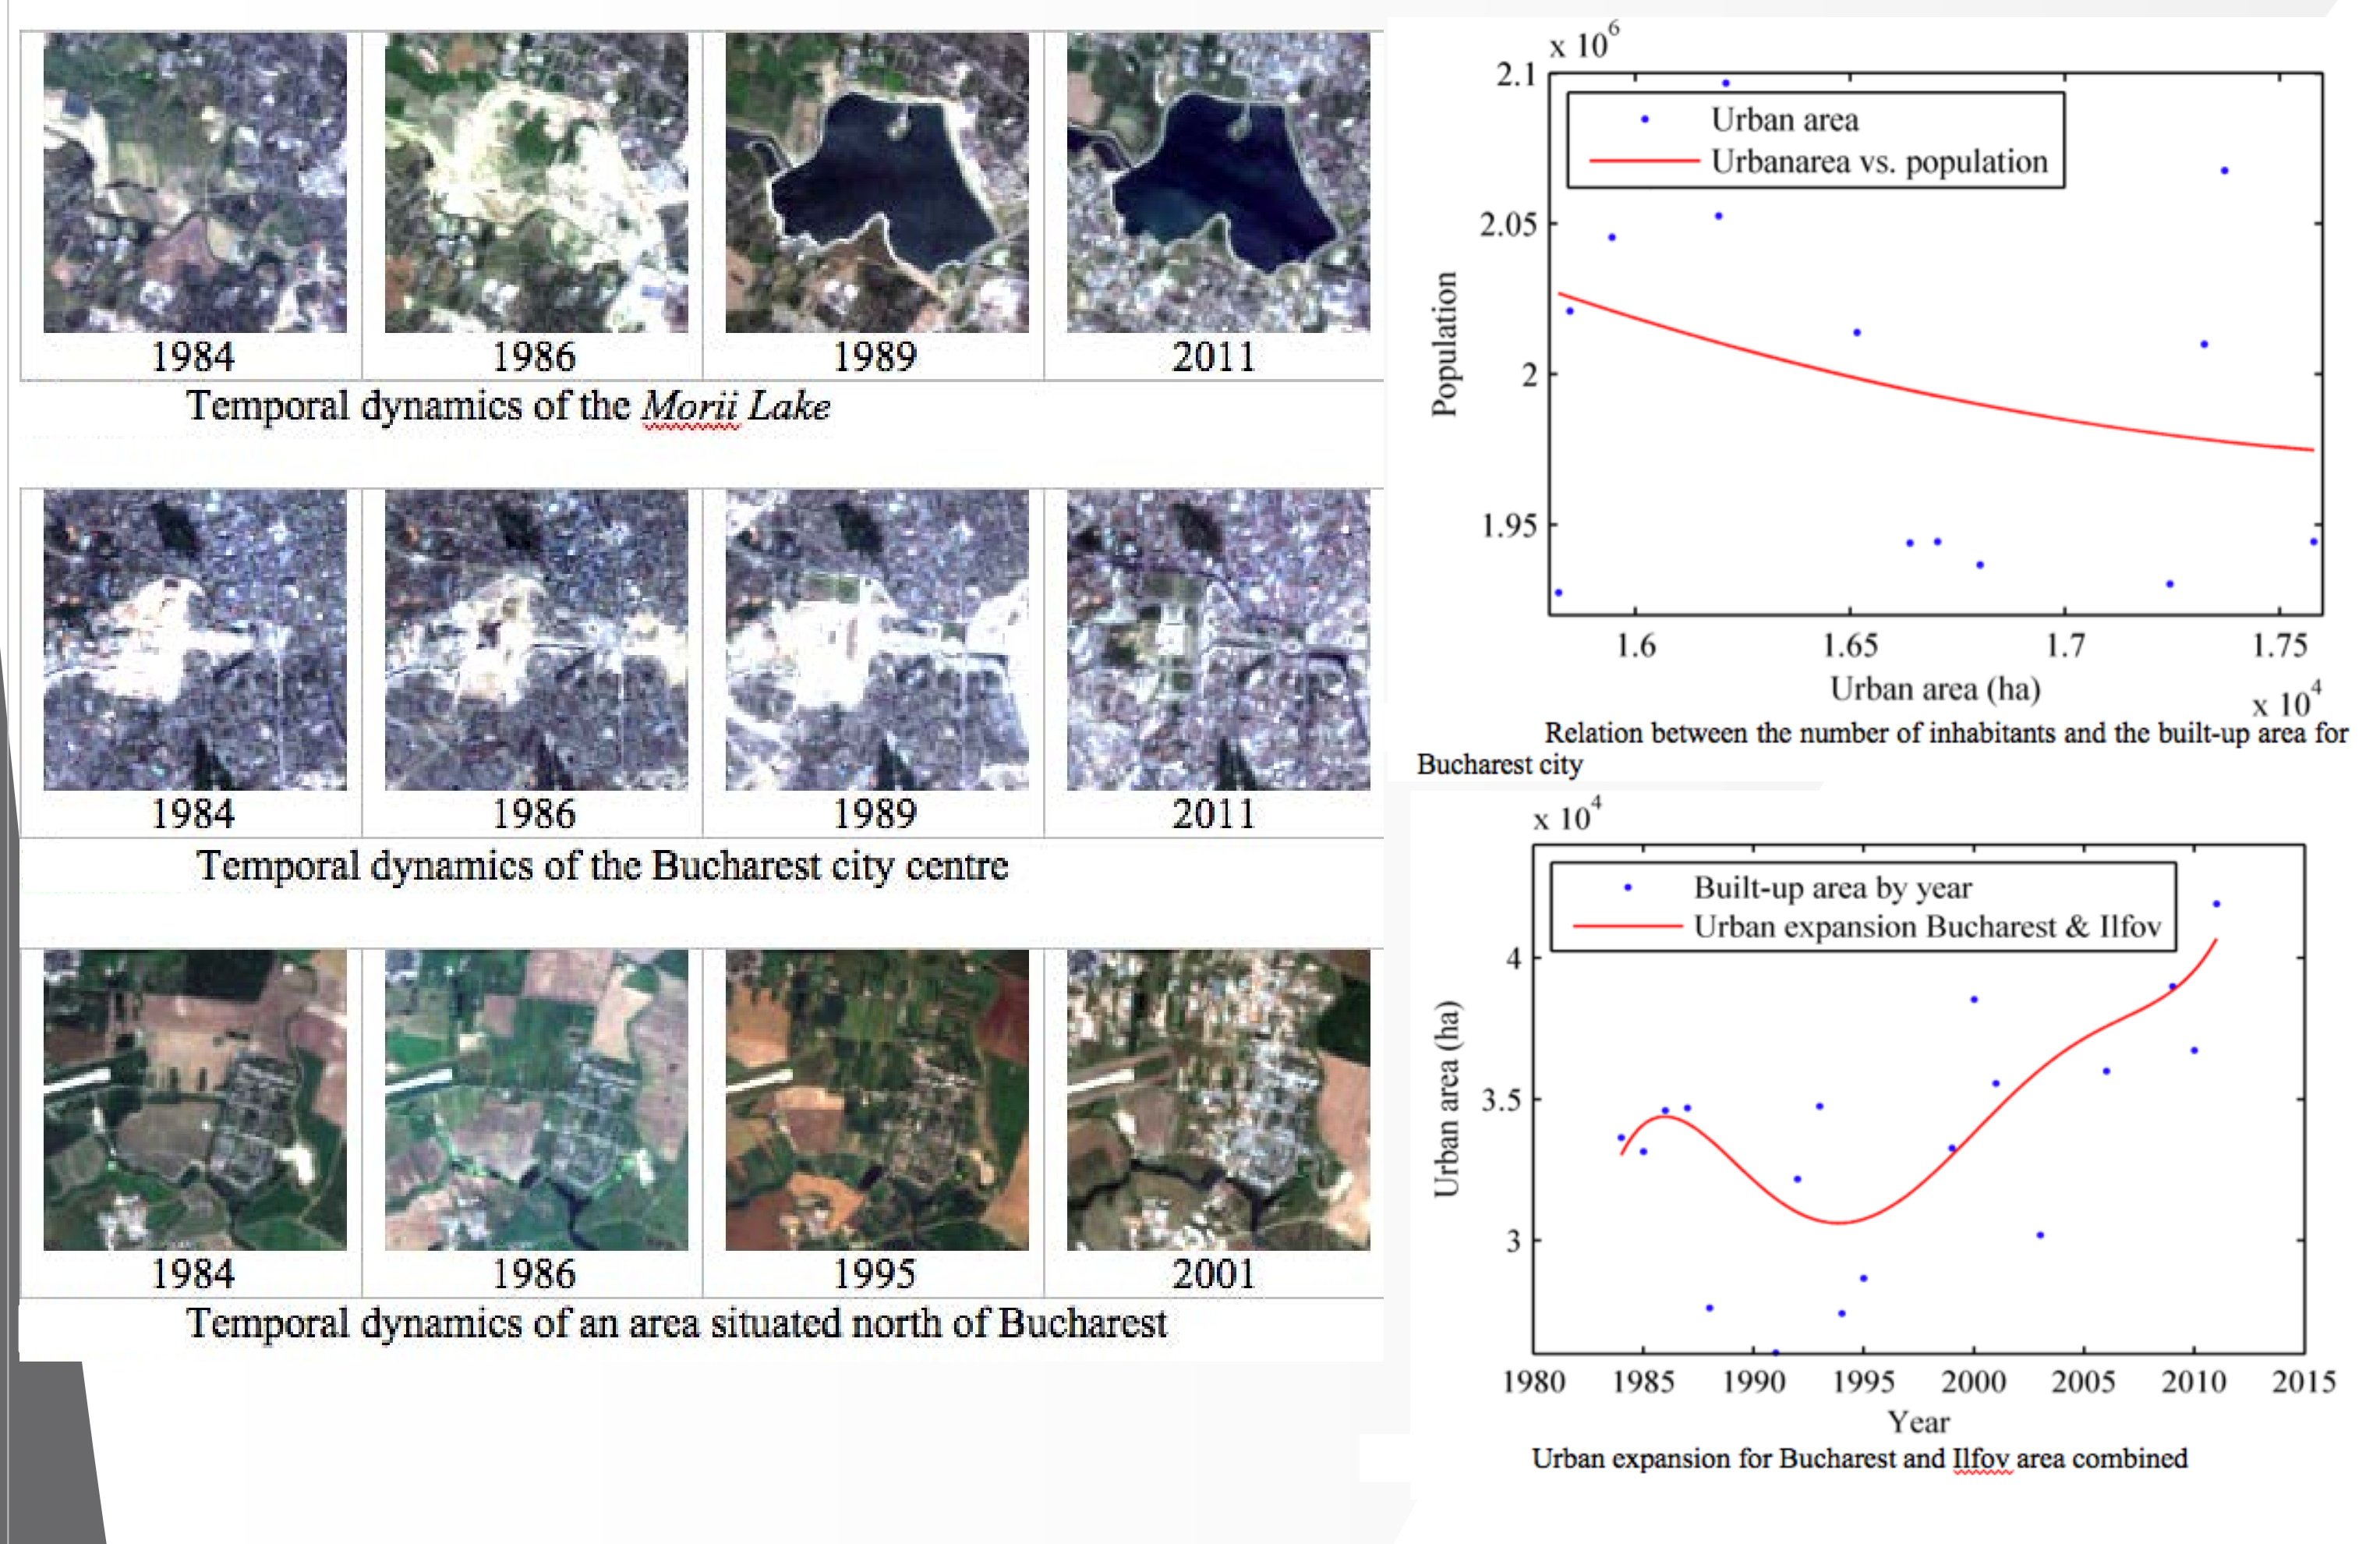 1984 1986 1989 2011
Temporal dynamics of the Morii Lake
1984 1986 1989 2011
Temporal dynamics of the Bucharest city centre
1984 1986 1995 2001
Temporal dynamics of an area situated north of Bucharest
x 10^6
2.1
2.05
2
1.95
Population
Urban area
Urbanarea vs. population
1.6 1.65 1.7 1.75
Urban area (ha)
x 10^4
Relation between the number of inhabitants and the built-up area for
Bucharest city
x 10^4
4
3.5
3
Urban area (ha)
Built-up area by year
Urban expansion Bucharest & Ilfov
1980 1985 1990 1995 2000 2005 2010 2015
Year
Urban expansion for Bucharest and Ilfov area combined